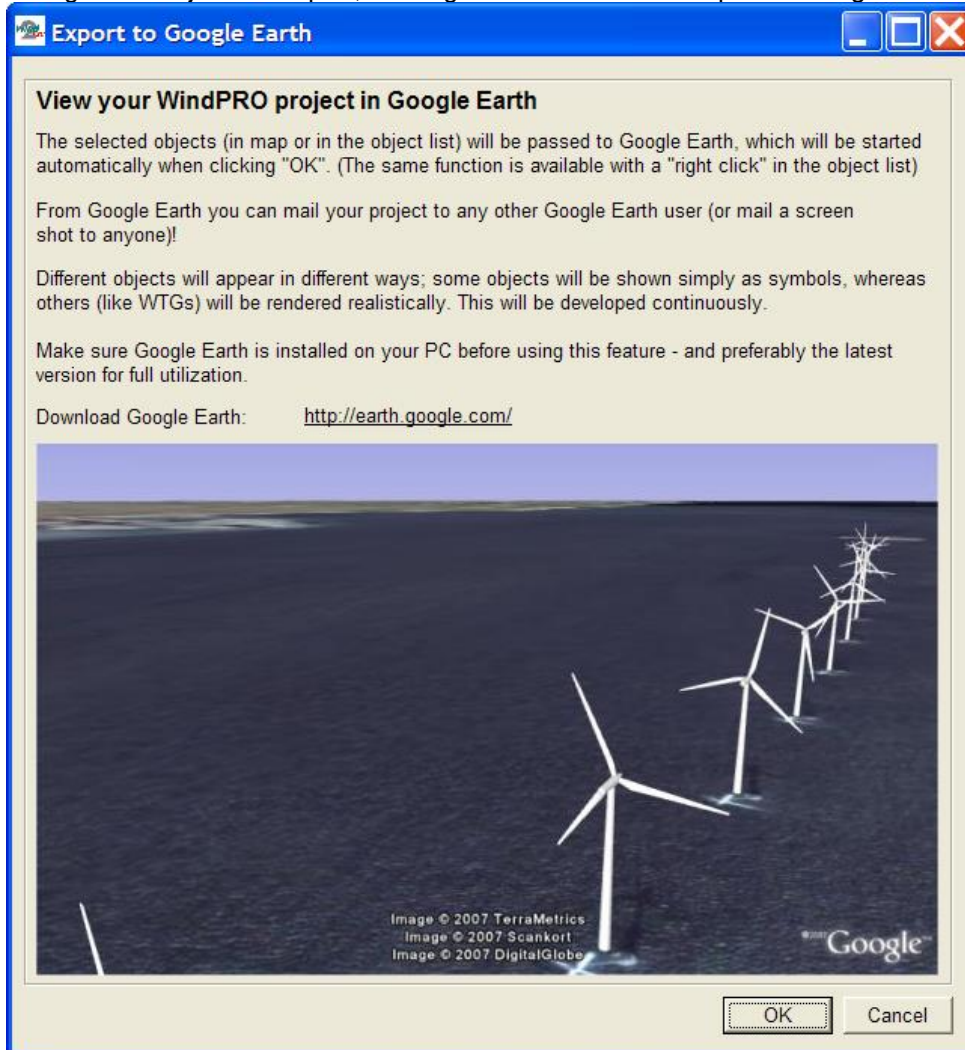 Export to Google Earth
View your WindPRO project in Google Earth
The selected objects (in map or in the object list) will be passed to Google Earth, which will be started
automatically when clicking "OK". (The same function is available with a "right click" in the object list)
From Google Earth you can mail your project to any other Google Earth user (or mail a screen
shot to anyone)!
Different objects will appear in different ways; some objects will be shown simply as symbols, whereas
others (like WTGs) will be rendered realistically. This will be developed continuously.
Make sure Google Earth is installed on your PC before using this feature - and preferably the latest
version for full utilization.
Download Google Earth: http://earth.google.com/
Image © 2007 TerraMetrics
Image © 2007 Scankort
Image © 2007 DigitalGlobe
Google
OK Cancel